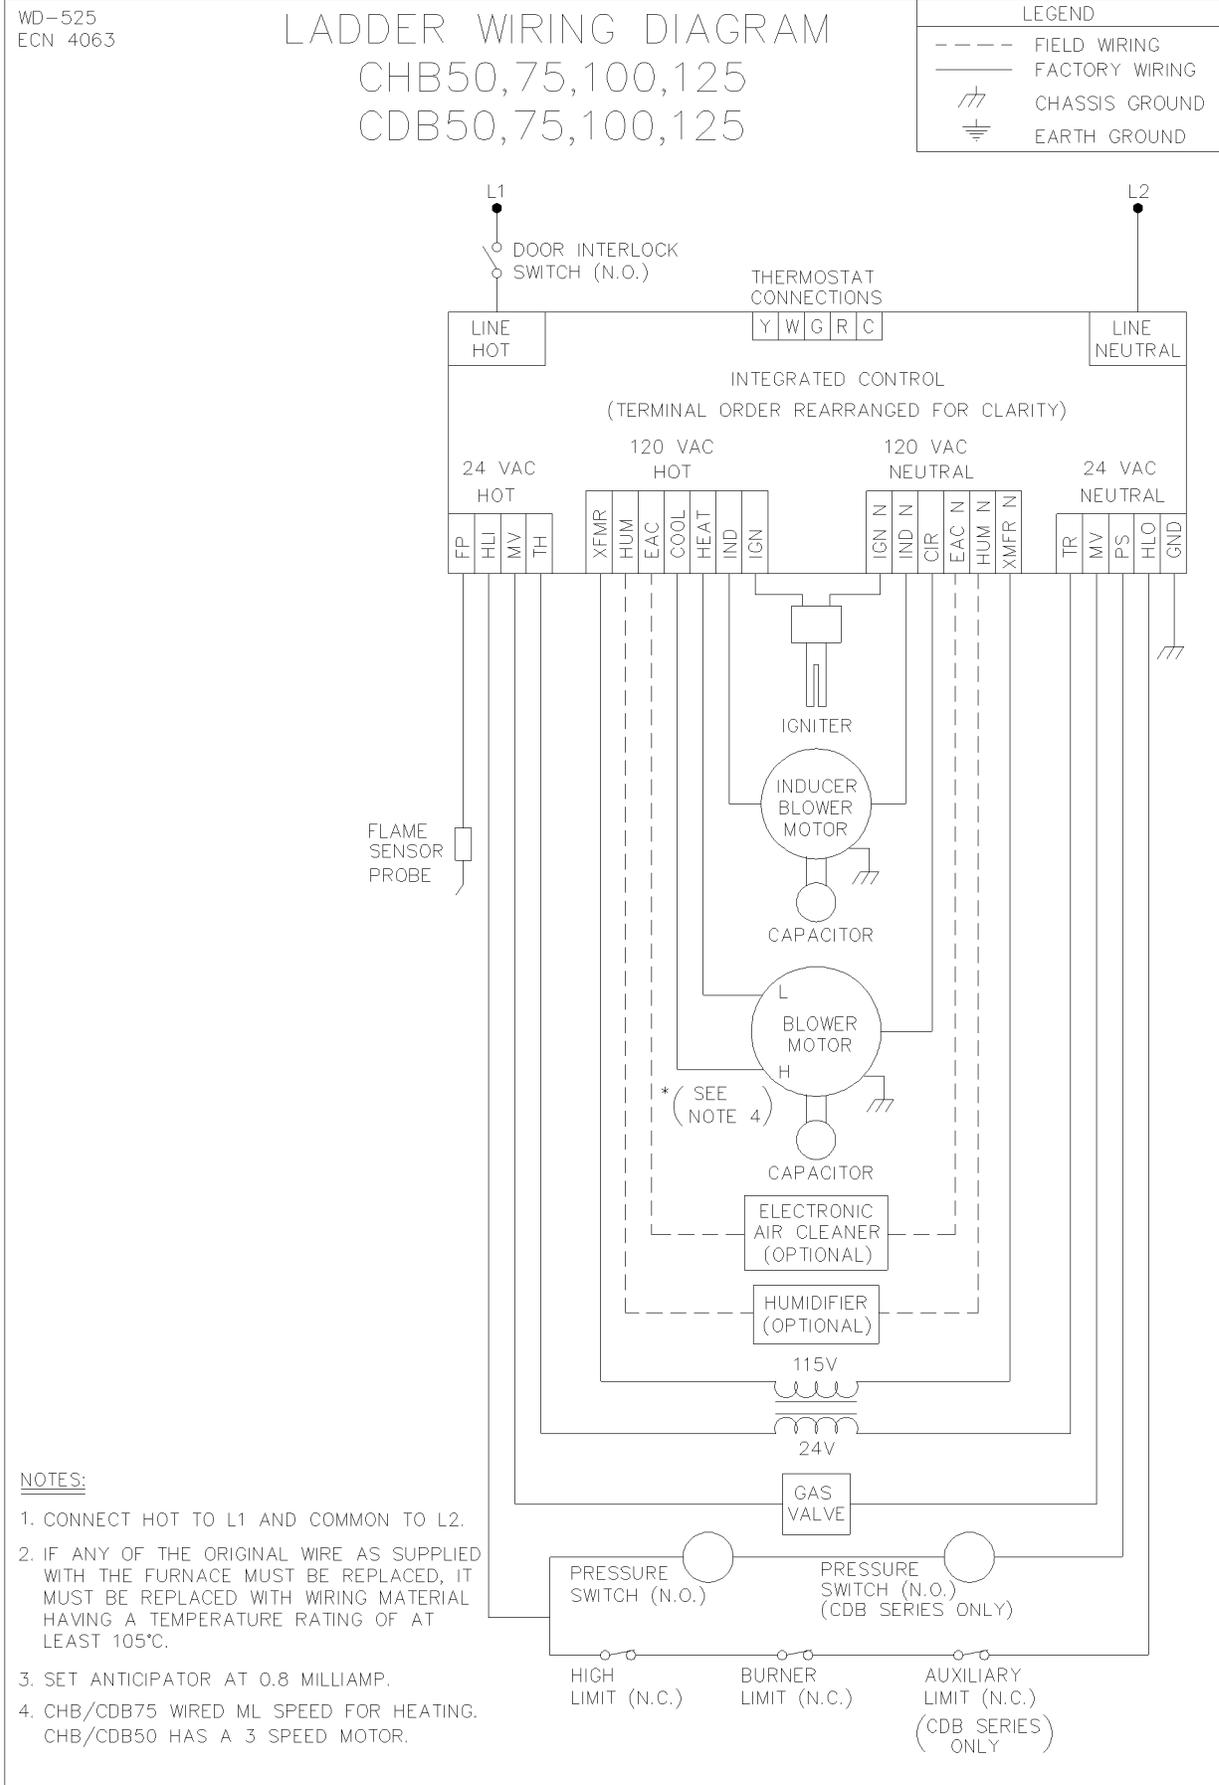 WD-525
ECN 4063
LADDER WIRING DIAGRAM
CHB50,75,100,125
CDB50,75,100,125
LEGEND
FIELD WIRING
FACTORY WIRING
CHASSIS GROUND
EARTH GROUND
L1
L2
DOOR INTERLOCK
SWITCH (N.O.)
THERMOSTAT
CONNECTIONS
Y W G R C
LINE
HOT
LINE
NEUTRAL
INTEGRATED CONTROL
(TERMINAL ORDER REARRANGED FOR CLARITY)
24 VAC
HOT
120 VAC
HOT
120 VAC
NEUTRAL
24 VAC
NEUTRAL
FP
HLI
MV
TH
XFMR
HUM
EAC
COOL
HEAT
IND
IGN
IGN N
IND N
CIR
EAC N
HUM N
XMFR N
TR
MV
PS
HLO
GND
IGNITER
INDUCER
BLOWER
MOTOR
FLAME
SENSOR
PROBE
CAPACITOR
L
BLOWER
MOTOR
H
*(SEE
NOTE 4)
CAPACITOR
ELECTRONIC
AIR CLEANER
(OPTIONAL)
HUMIDIFIER
(OPTIONAL)
115V
24V
GAS
VALVE
PRESSURE
SWITCH (N.O.)
PRESSURE
SWITCH (N.O.)
(CDB SERIES ONLY)
HIGH
LIMIT (N.C.)
BURNER
LIMIT (N.C.)
AUXILIARY
LIMIT (N.C.)
(CDB SERIES
ONLY)
NOTES:
1. CONNECT HOT TO L1 AND COMMON TO L2.
2. IF ANY OF THE ORIGINAL WIRE AS SUPPLIED
WITH THE FURNACE MUST BE REPLACED, IT
MUST BE REPLACED WITH WIRING MATERIAL
HAVING A TEMPERATURE RATING OF AT
LEAST 105°C.
3. SET ANTICIPATOR AT 0.8 MILLIAMP.
4. CHB/CDB75 WIRED ML SPEED FOR HEATING.
CHB/CDB50 HAS A 3 SPEED MOTOR.